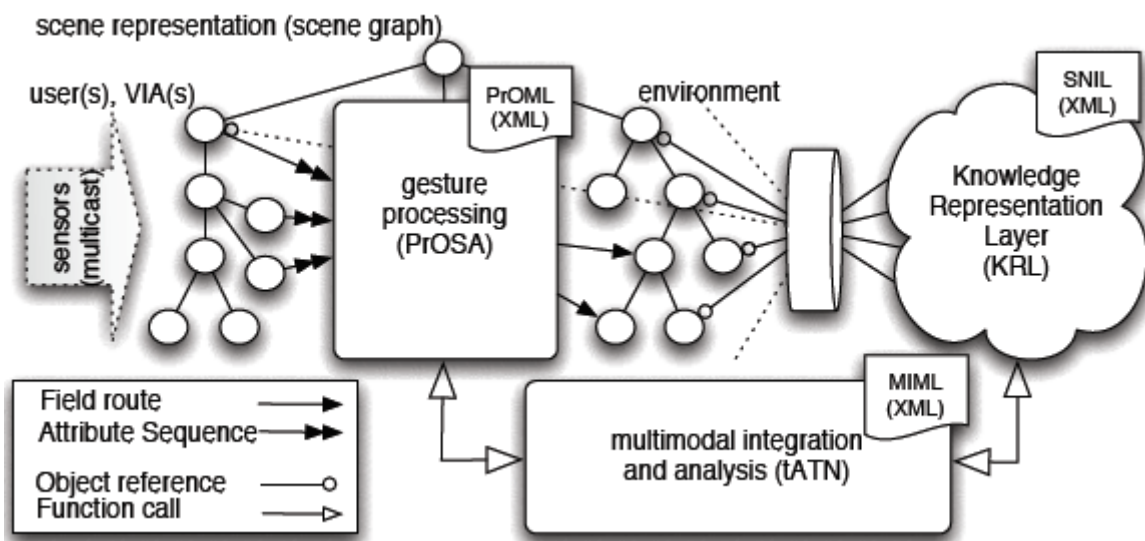 scene representation (scene graph)
user(s), VIA(s)
sensors
(multicast)
PrOML
(XML)
gesture
processing
(PrOSA)
environment
SNIL
(XML)
Knowledge
Representation
Layer
(KRL)
MIML
(XML)
multimodal integration
and analysis (tATN)
Field route
Attribute Sequence
Object reference
Function call